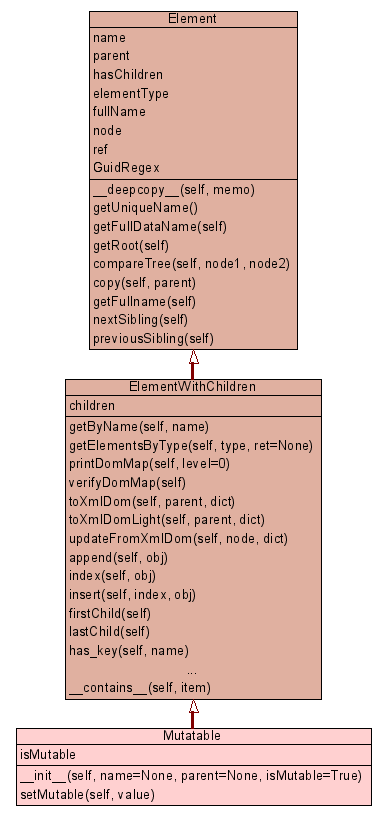 Element
name
parent
hasChildren
elementType
fullName
node
ref
GuidRegex
__deepcopy__(self, memo)
getUniqueName()
getFullDataName(self)
getRoot(self)
compareTree(self, node1, node2)
copy(self, parent)
getFullname(self)
nextSibling(self)
previousSibling(self)
ElementWithChildren
children
getByName(self, name)
getElementsByType(self, type, ret=None)
printDomMap(self, level=0)
verifyDomMap(self)
toXmlDom(self, parent, dict)
toXmlDomLight(self, parent, dict)
updateFromXmlDom(self, node, dict)
append(self, obj)
index(self, obj)
insert(self, index, obj)
firstChild(self)
lastChild(self)
has_key(self, name)
...
__contains__(self, item)
Mutatable
isMutable
__init__(self, name=None, parent=None, isMutable=True)
setMutable(self, value)